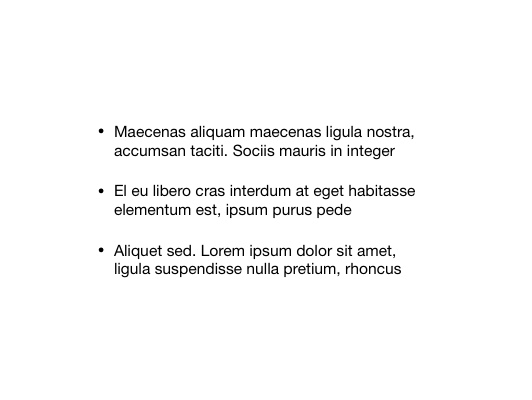 • Maecenas aliquam maecenas ligula nostra,
accumsan taciti. Sociis mauris in integer
• El eu libero cras interdum at eget habitasse
elementum est, ipsum purus pede
• Aliquet sed. Lorem ipsum dolor sit amet,
ligula suspendisse nulla pretium, rhoncus